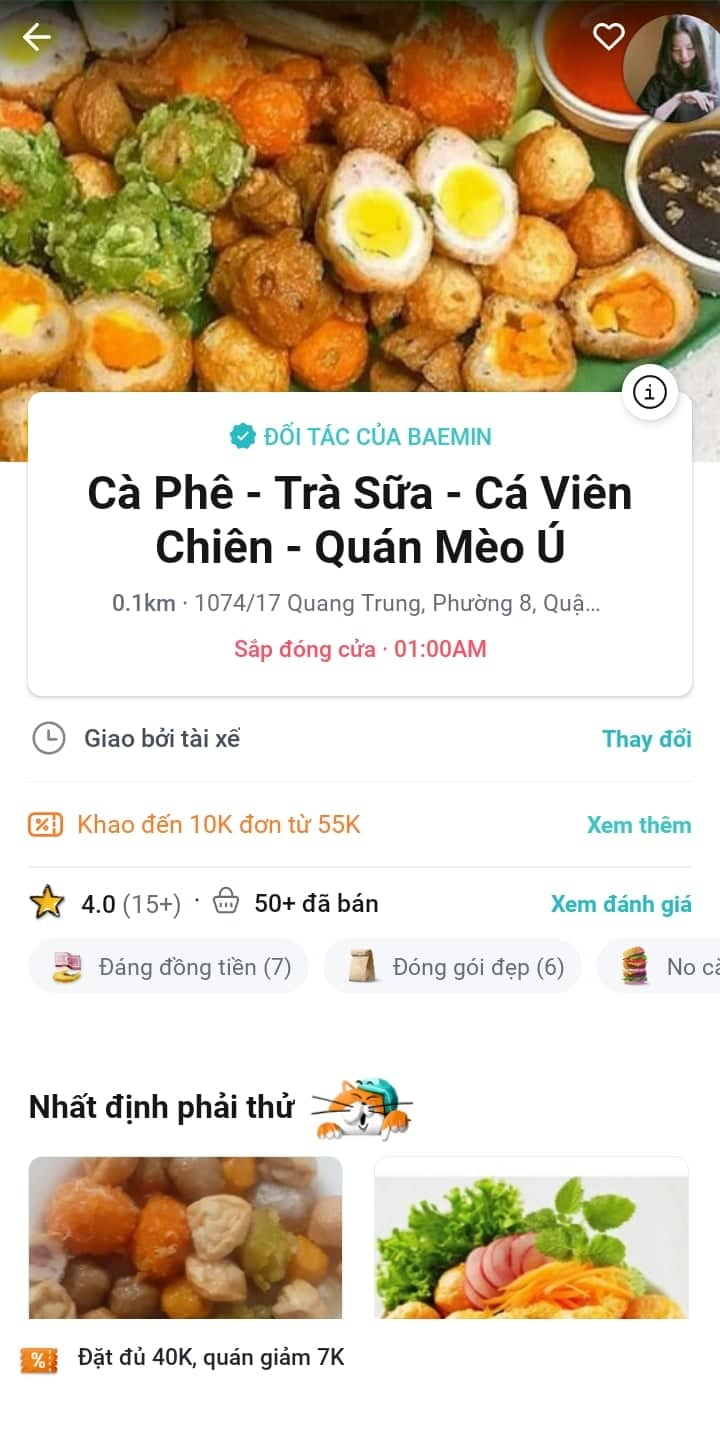 ĐỐI TÁC CỦA BAEMIN
Cà Phê - Trà Sữa - Cá Viên
Chiên - Quán Mèo Ú
0.1km · 1074/17 Quang Trung, Phường 8, Quậ...
Sắp đóng cửa · 01:00AM
Giao bởi tài xế Thay đổi
Khao đến 10K đơn từ 55K Xem thêm
4.0 (15+) · 50+ đã bán Xem đánh giá
Đáng đồng tiền (7) Đóng gói đẹp (6) No
Nhất định phải thử
Đặt đủ 40K, quán giảm 7K